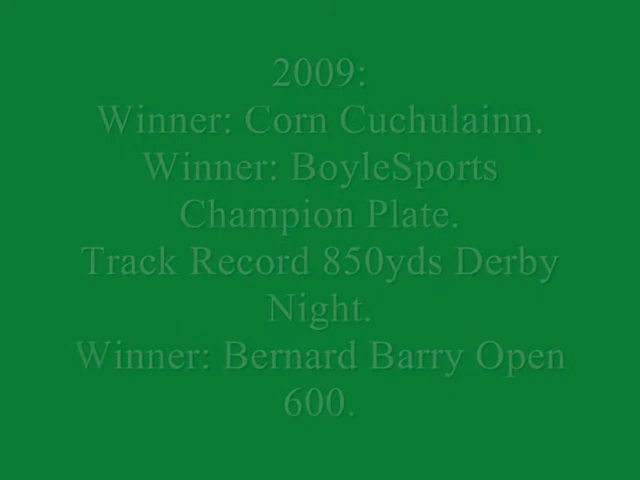 2009:
Winner: Corn Cuchulainn.
Winner: BoyleSports
Champion Plate.
Track Record 850yds Derby
Night.
Winner: Bernard Barry Open
600.